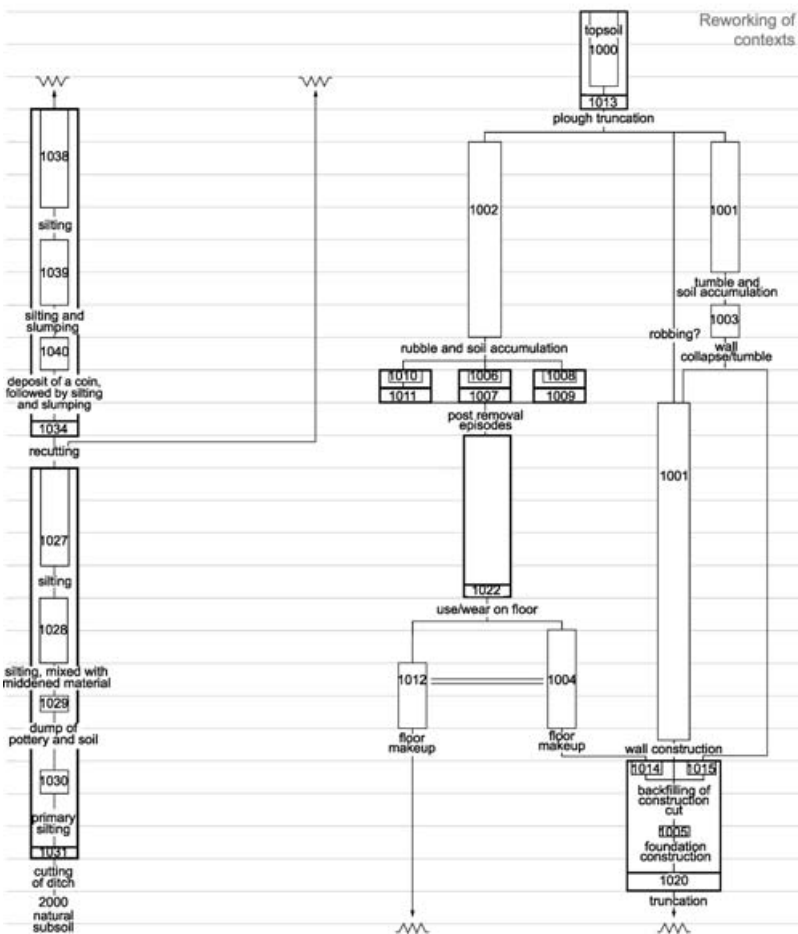 Reworking of
contexts
topsoil
1000
1013
plough truncation
1038
silting
1039
silting and
slumping
1040
deposit of a coin,
followed by silting
and slumping
1034
recutting
1027
silting
1028
silting, mixed with
middened material
1029
dump of
pottery and soil
1030
primary
silting
1031
cutting
of ditch
2000
natural
subsoil
1002
rubble and soil accumulation
1010
1006
1008
1011
1007
1009
post removal
episodes
1022
use/wear on floor
1012
1004
floor
makeup
floor
makeup
1001
tumble and
soil accumulation
1003
robbing?
wall
collapse/tumble
1001
wall construction
1014
1015
backfilling of
construction
cut
1005
foundation
construction
1020
truncation